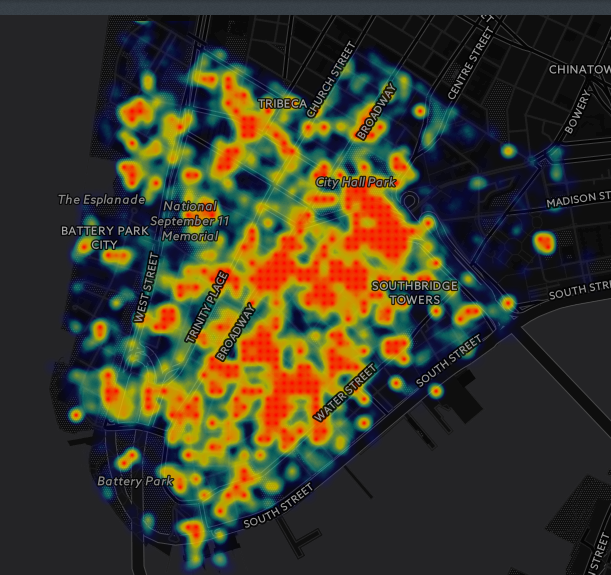 CENTRE STREET
CHINATOW
CHURCH STREET
TRIBECA
BROADWAY
BOWERY
City Hall Park
The Esplanade
National
September 11
Memorial
MADISON ST
BATTERY PARK
CITY
WEST STREET
TRINITY PLACE
SOUTHBRIDGE
TOWERS
SOUTH STRE
BROADWAY
SOUTH STREET
WATER STREET
Battery Park
SOUTH STREET
STREET